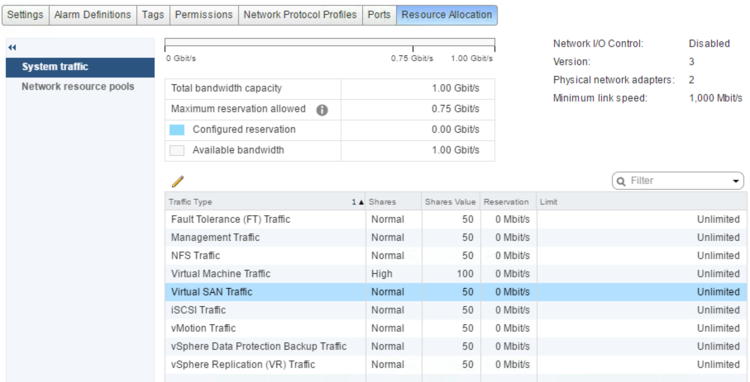 Settings Alarm Definitions Tags Permissions Network Protocol Profiles Ports Resource Allocation
System traffic
Network resource pools
0 Gbit/s 0.75 Gbit/s 1.00 Gbit/s
Total bandwidth capacity 1.00 Gbit/s
Maximum reservation allowed 0.75 Gbit/s
Configured reservation 0.00 Gbit/s
Available bandwidth 1.00 Gbit/s
Network I/O Control: Disabled
Version: 3
Physical network adapters: 2
Minimum link speed: 1,000 Mbit/s
Filter
Traffic Type 1 ▲ Shares Shares Value Reservation Limit
Fault Tolerance (FT) Traffic Normal 50 0 Mbit/s Unlimited
Management Traffic Normal 50 0 Mbit/s Unlimited
NFS Traffic Normal 50 0 Mbit/s Unlimited
Virtual Machine Traffic High 100 0 Mbit/s Unlimited
Virtual SAN Traffic Normal 50 0 Mbit/s Unlimited
iSCSI Traffic Normal 50 0 Mbit/s Unlimited
vMotion Traffic Normal 50 0 Mbit/s Unlimited
vSphere Data Protection Backup Traffic Normal 50 0 Mbit/s Unlimited
vSphere Replication (VR) Traffic Normal 50 0 Mbit/s Unlimited